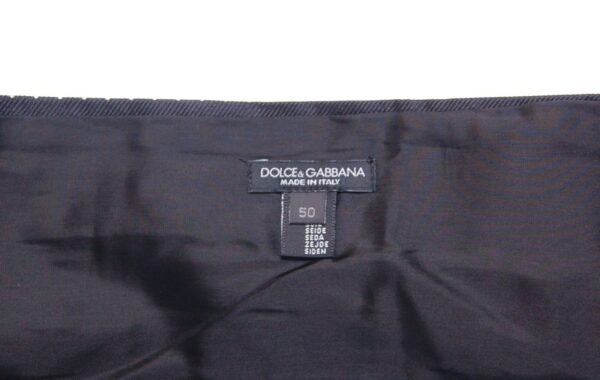 DOLCE&GABBANA
MADE IN ITALY
50
SEIDE
SEDA
ZEJDE
SIDEN